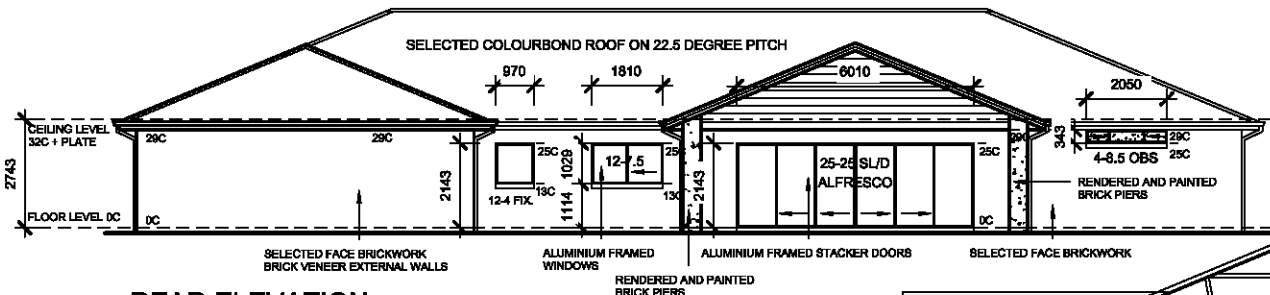 SELECTED COLOURBOND ROOF ON 22.5 DEGREE PITCH
970
1810
6010
2050
CEILING LEVEL
32C + PLATE
29C
29C
29C
29C
343
25C
4-8.5 OBS
2743
2143
25C
13C
12-4 FIX.
1029
1114
12-7.5
25C
13C
2143
25-25 SL/D
ALFRESCO
25C
0C
RENDERED AND PAINTED
BRICK PIERS
FLOOR LEVEL 0C
0C
SELECTED FACE BRICKWORK
BRICK VENEER EXTERNAL WALLS
ALUMINIUM FRAMED
WINDOWS
ALUMINIUM FRAMED STACKER DOORS
SELECTED FACE BRICKWORK
RENDERED AND PAINTED
BRICK PIERS
REAR ELEVATION